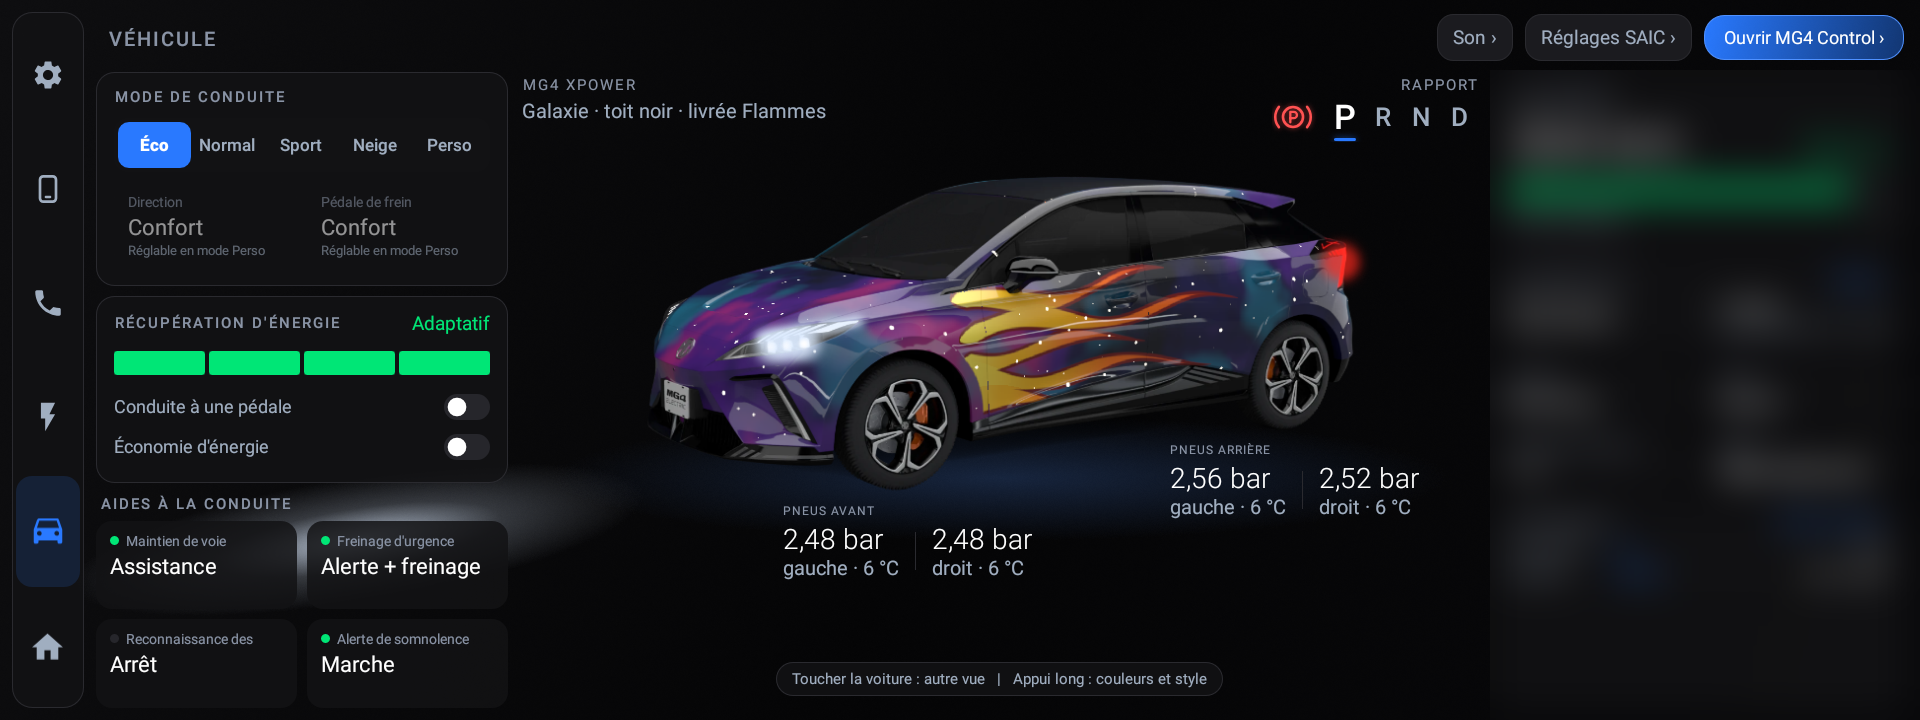 VÉHICULE
Son ›
Réglages SAIC ›
Ouvrir MG4 Control ›
MODE DE CONDUITE
Éco
Normal
Sport
Neige
Perso
Direction
Confort
Réglable en mode Perso
Pédale de frein
Confort
Réglable en mode Perso
RÉCUPÉRATION D'ÉNERGIE
Adaptatif
Conduite à une pédale
Économie d'énergie
AIDES À LA CONDUITE
Maintien de voie
Assistance
Freinage d'urgence
Alerte + freinage
Reconnaissance des
Arrêt
Alerte de somnolence
Marche
MG4 XPOWER
Galaxie · toit noir · livrée Flammes
RAPPORT
(P) P R N D
MG4
ELECTRIC
PNEUS ARRIÈRE
2,56 bar
gauche · 6 °C
2,52 bar
droit · 6 °C
PNEUS AVANT
2,48 bar
gauche · 6 °C
2,48 bar
droit · 6 °C
Toucher la voiture : autre vue | Appui long : couleurs et style